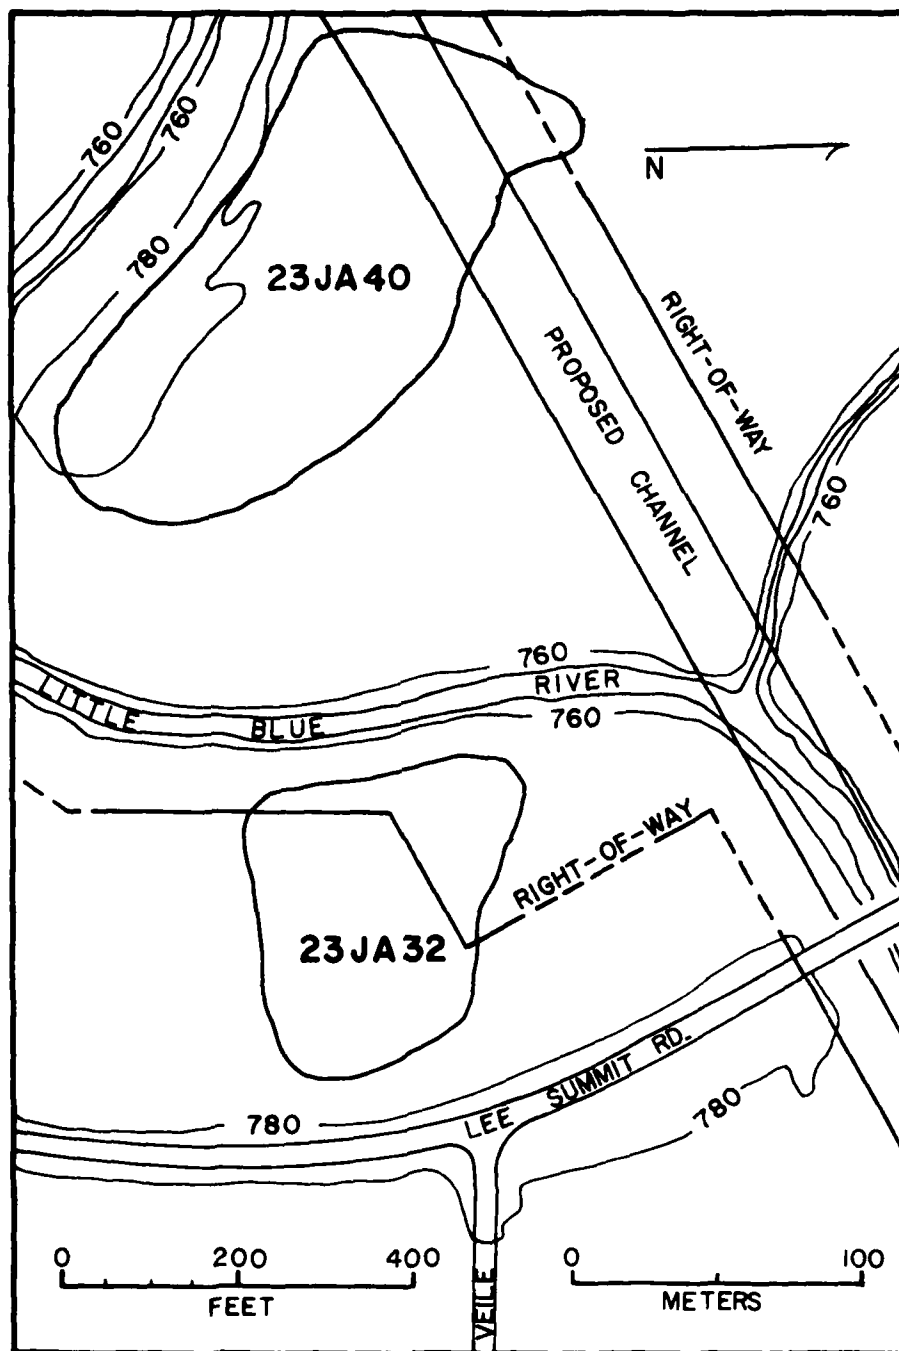 760
760
N
780
23JA40
RIGHT-OF-WAY
PROPOSED CHANNEL
760
760
RIVER
LITTLE BLUE
760
RIGHT-OF-WAY
23JA32
LEE SUMMIT RD.
780
780
0 200 400
FEET
0 100
METERS
VEILE